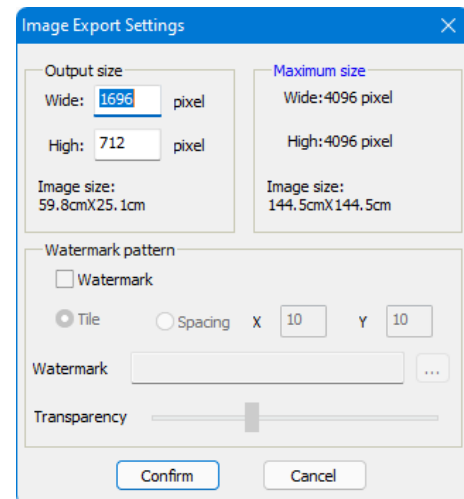 Image Export Settings
Output size
Wide: 1696 pixel
High: 712 pixel
Image size:
59.8cmX25.1cm
Maximum size
Wide:4096 pixel
High:4096 pixel
Image size:
144.5cmX144.5cm
Watermark pattern
Watermark
Tile Spacing X 10 Y 10
Watermark ...
Transparency
Confirm Cancel